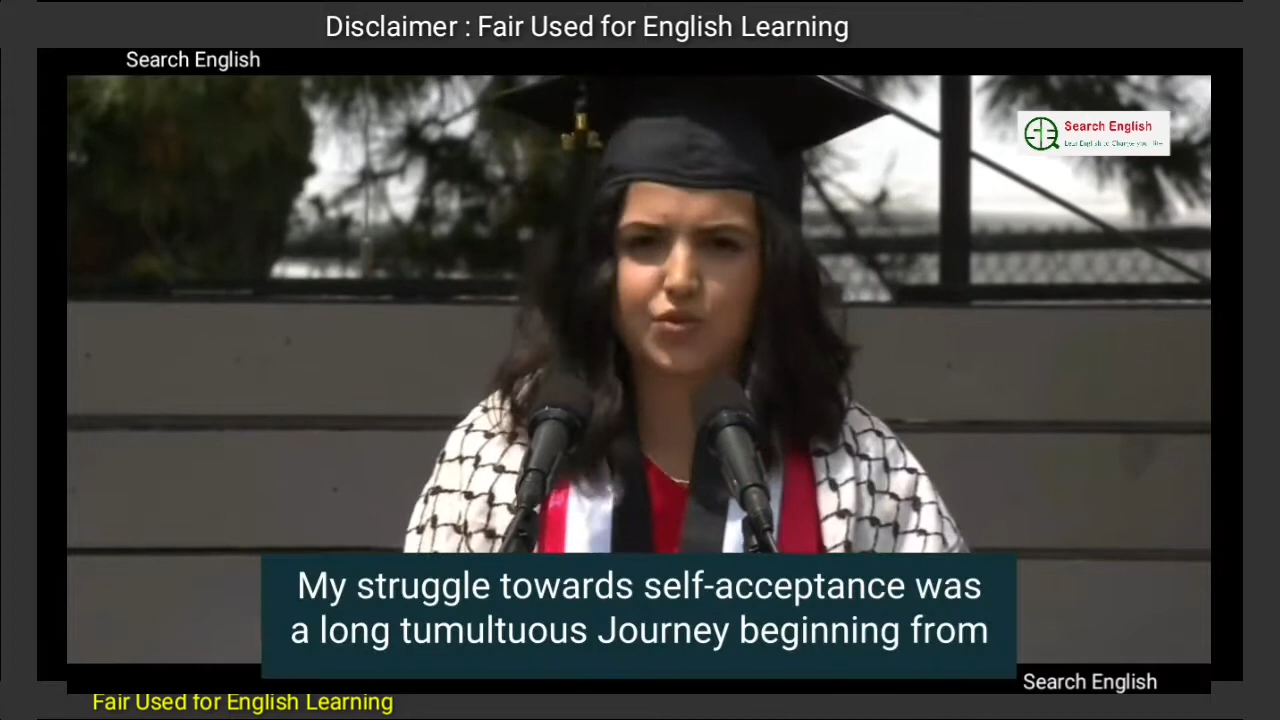 Disclaimer : Fair Used for English Learning
Search English
Search English
My struggle towards self-acceptance was
a long tumultuous Journey beginning from
Search English
Fair Used for English Learning